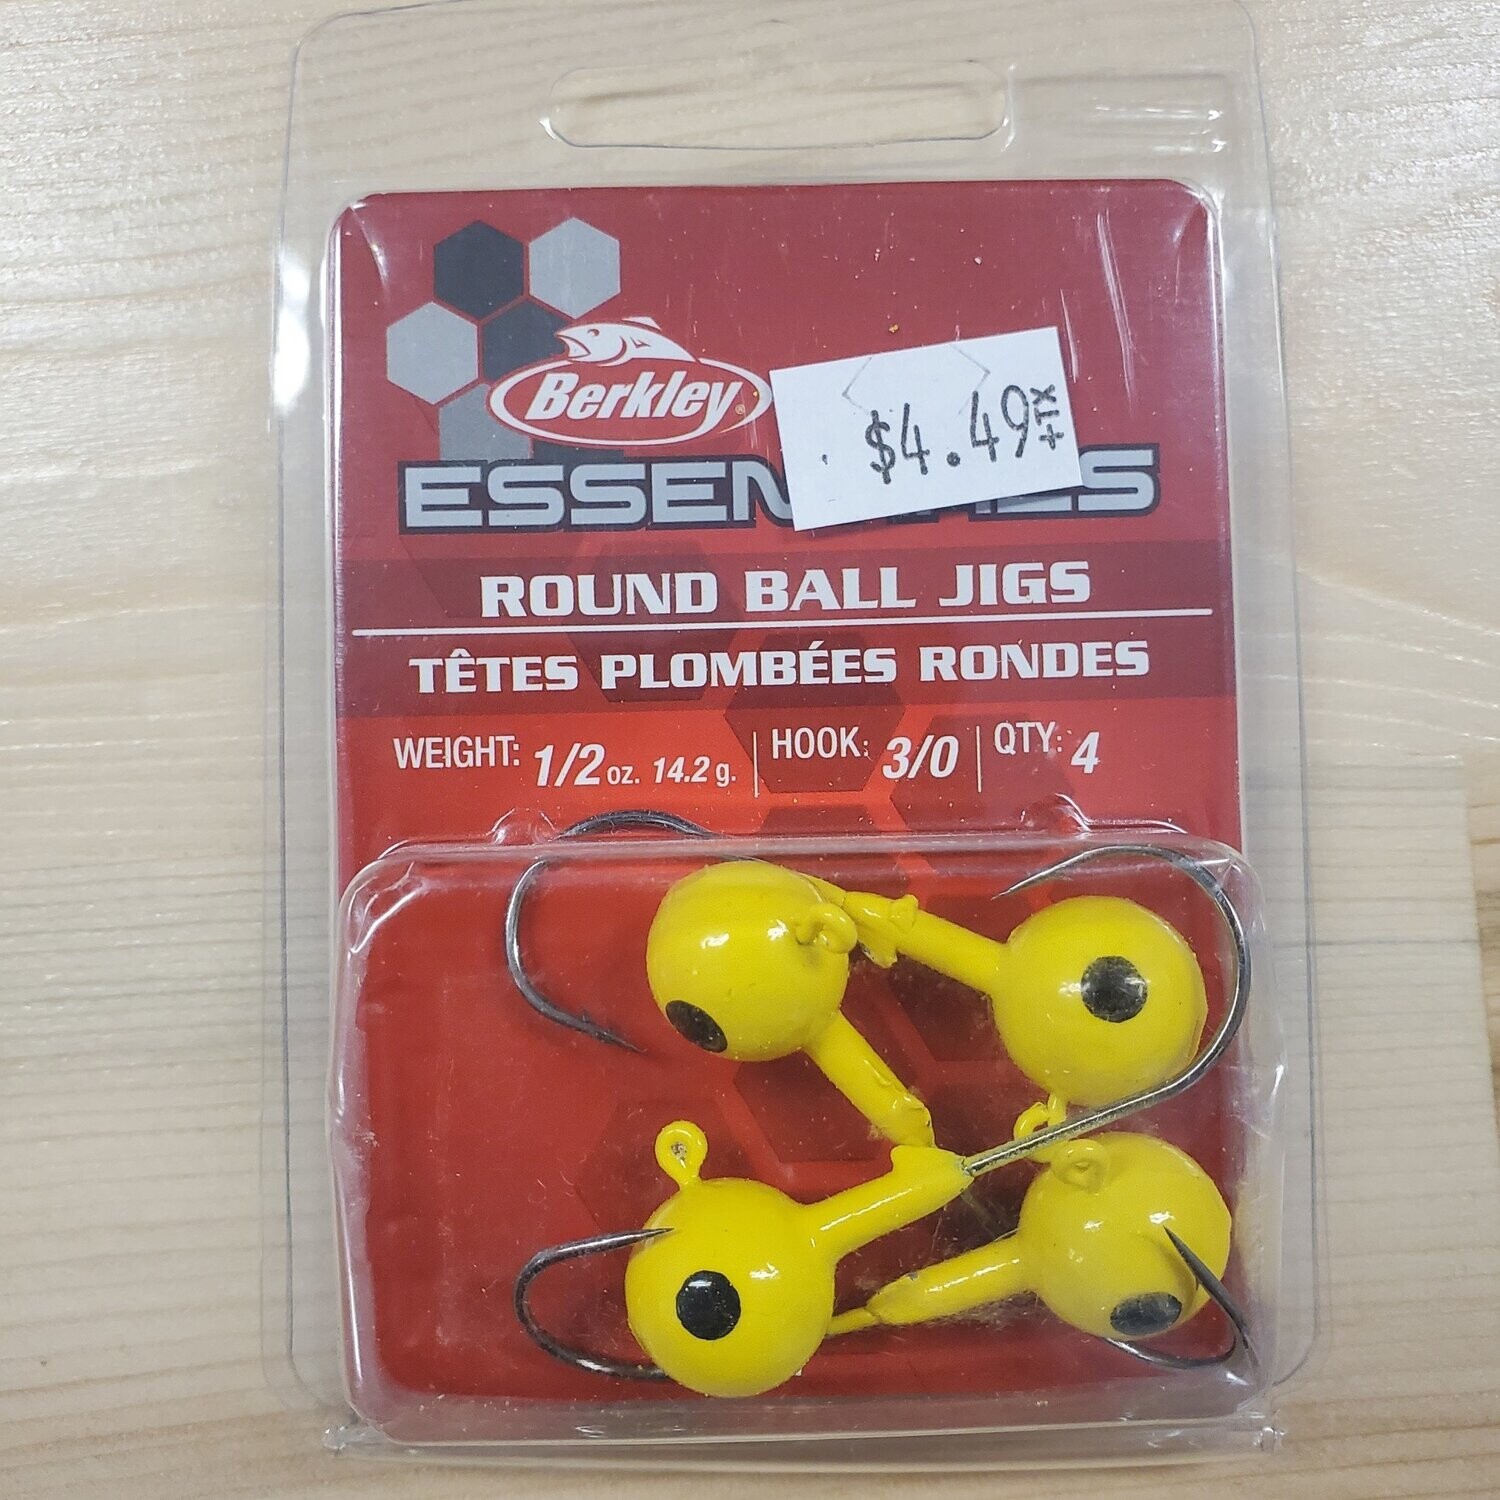 Berkley®
$4.49+TX
ROUND BALL JIGS
TÊTES PLOMBÉES RONDES
WEIGHT: 1/2 oz. 14.2 g. | HOOK: 3/0 | QTY: 4